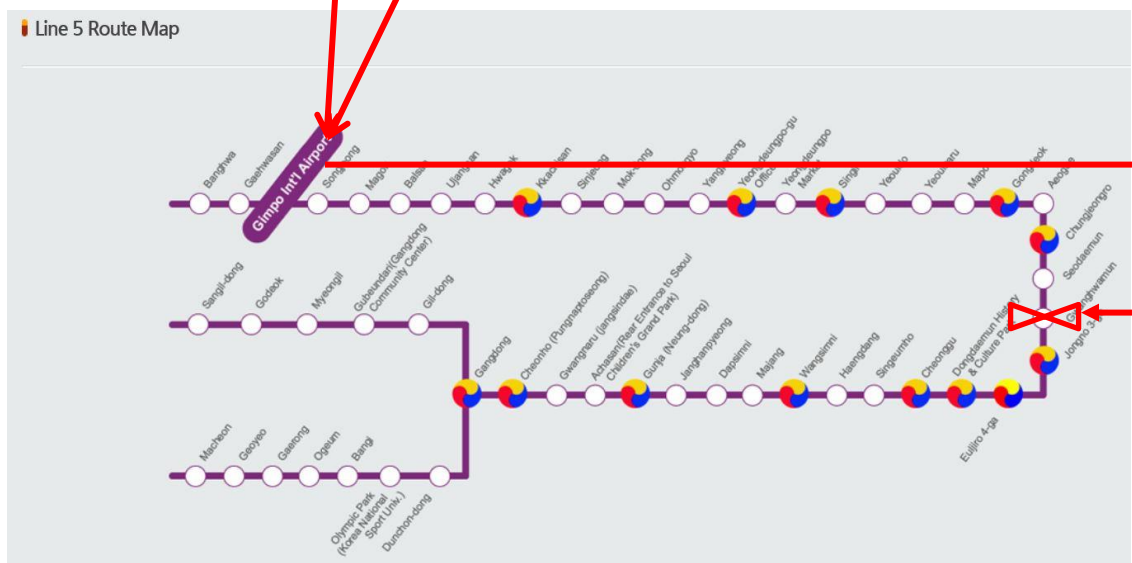 Line 5 Route Map
Banghwa
Gaehwasan
Gimpo Int'l Airport
Songjeong
Magok
Balsan
Ujangsan
Hwagok
Kkachisan
Sinjeong
Mok-dong
Ohmokgyo
Yangpyeong
Yeongdeungpo-gu
Office
Yeongdeungpo
Market
Singil
Yeouido
Yeouinaru
Mapo
Gongdeok
Aeogae
Chungjeongro
Seodaemun
Gwanghwamun
Jongno 3-ga
Sangil-dong
Godeok
Myeongil
Gubeundari(Gangdong
Community Center)
Gil-dong
Gangdong
Cheonho (Pungnaptoseong)
Gwangnaru (jangsindae)
Achasan(Rear Entrance to Seoul
Children's Grand Park)
Gunja (Neung-dong)
Janghanpyeong
Dapsimni
Majang
Wangsimni
Haengdang
Singeumho
Cheonggu
Dongdaemun History
& Culture Park
Euljiro 4-ga
Macheon
Geoyeo
Gaerong
Ogeum
Bangi
Olympic Park
(Korea National
Sport Univ.)
Dunchon-dong